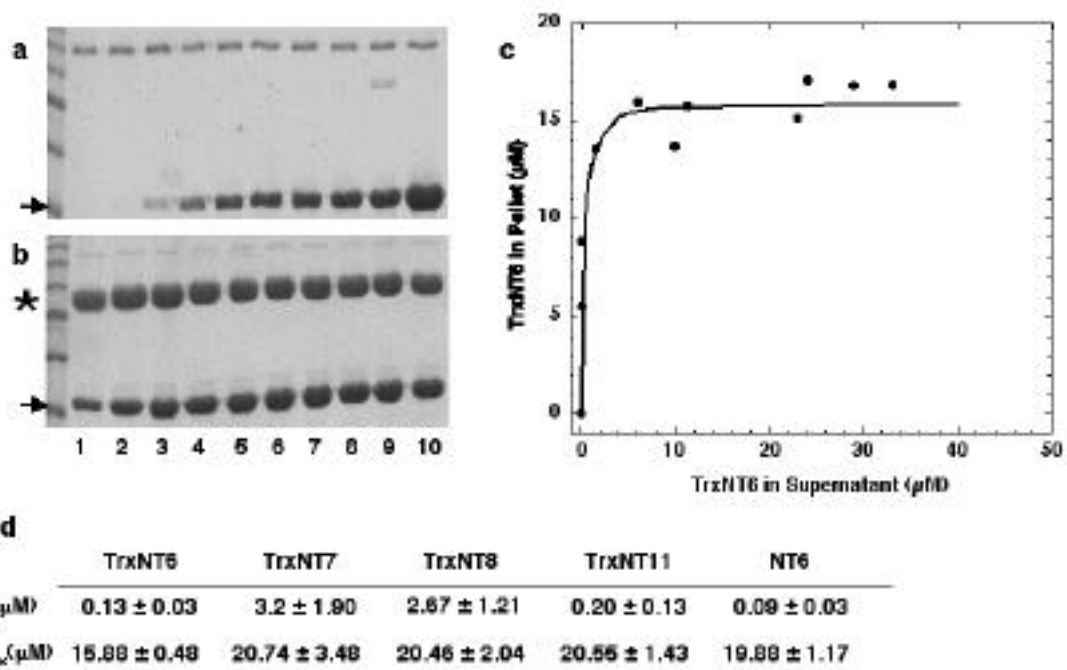 a
b
*
1 2 3 4 5 6 7 8 9 10
c
20
15
10
5
0
TrxNT6 in Pellet (μM)
0 10 20 30 40 50
TrxNT6 in Supernatant (μM)
d
TrxNT6 TrxNT7 TrxNT8 TrxNT11 NT6
μM) 0.13 ± 0.03 3.2 ± 1.90 2.67 ± 1.21 0.20 ± 0.13 0.09 ± 0.03
(μM) 15.88 ± 0.48 20.74 ± 3.48 20.46 ± 2.04 20.55 ± 1.43 19.88 ± 1.17